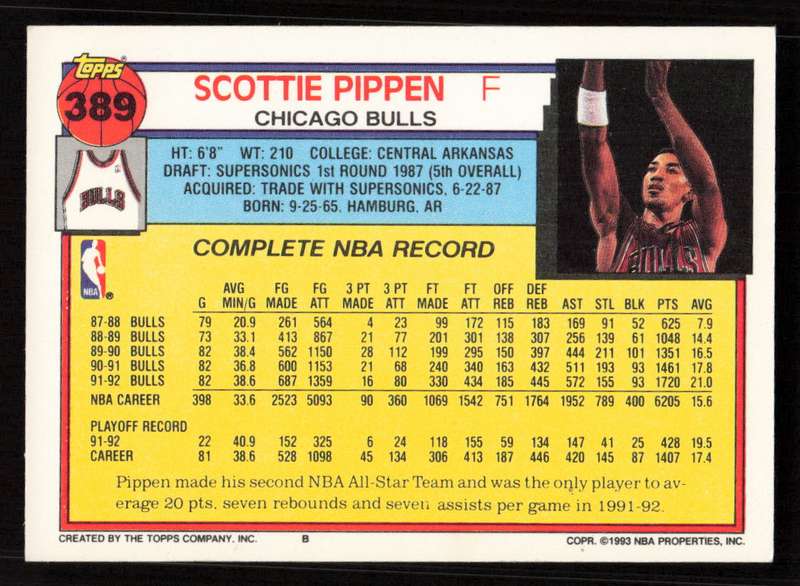 TOPPS
389
SCOTTIE PIPPEN F
CHICAGO BULLS
BULLS
HT: 6'8" WT: 210 COLLEGE: CENTRAL ARKANSAS
DRAFT: SUPERSONICS 1st ROUND 1987 (5th OVERALL)
ACQUIRED: TRADE WITH SUPERSONICS, 6-22-87
BORN: 9-25-65, HAMBURG, AR
BULLS
COMPLETE NBA RECORD
NBA ®
AVG FG FG 3 PT 3 PT FT FT OFF DEF
G MIN/G MADE ATT MADE ATT MADE ATT REB REB AST STL BLK PTS AVG
87-88 BULLS 79 20.9 261 564 4 23 99 172 115 183 169 91 52 625 7.9
88-89 BULLS 73 33.1 413 867 21 77 201 301 138 307 256 139 61 1048 14.4
89-90 BULLS 82 38.4 562 1150 28 112 199 295 150 397 444 211 101 1351 16.5
90-91 BULLS 82 36.8 600 1153 21 68 240 340 163 432 511 193 93 1461 17.8
91-92 BULLS 82 38.6 687 1359 16 80 330 434 185 445 572 155 93 1720 21.0
NBA CAREER 398 33.6 2523 5093 90 360 1069 1542 751 1764 1952 789 400 6205 15.6
PLAYOFF RECORD
91-92 22 40.9 152 325 6 24 118 155 59 134 147 41 25 428 19.5
CAREER 81 38.6 528 1098 45 134 306 413 187 446 420 145 87 1407 17.4
Pippen made his second NBA All-Star Team and was the only player to av-
erage 20 pts. seven rebounds and seven assists per game in 1991-92.
CREATED BY THE TOPPS COMPANY, INC. B COPR. ©1993 NBA PROPERTIES, INC.